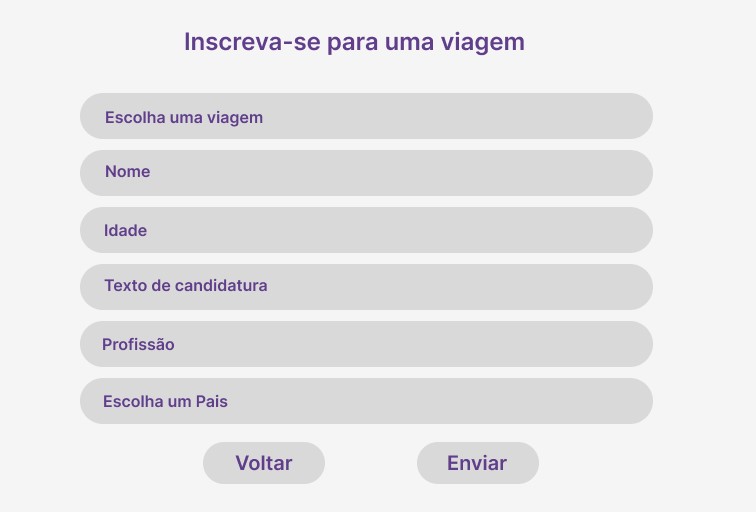 Inscreva-se para uma viagem
Escolha uma viagem
Nome
Idade
Texto de candidatura
Profissão
Escolha um Pais
Voltar
Enviar